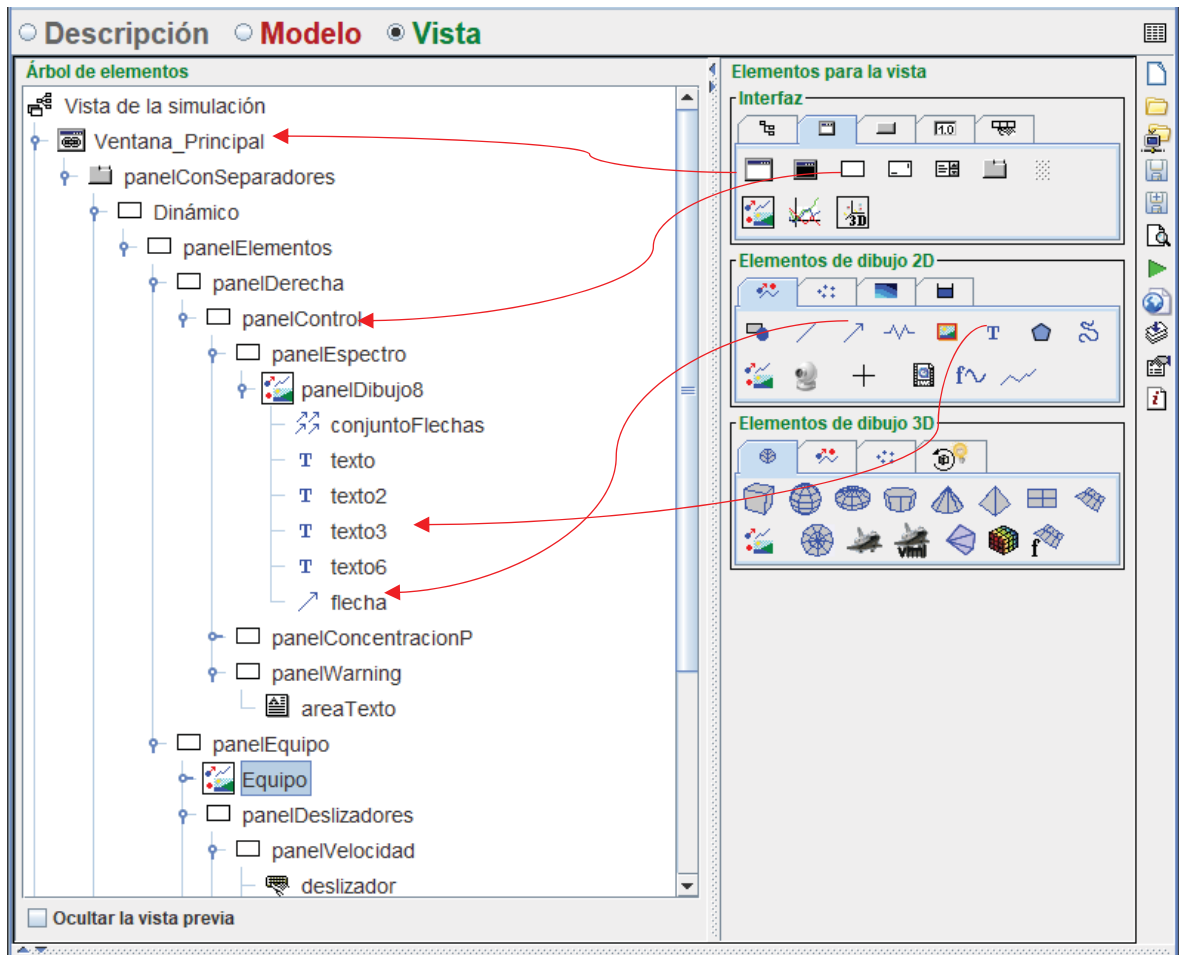 Descripción Modelo Vista
Árbol de elementos
Vista de la simulación
Ventana_Principal
panelConSeparadores
Dinámico
panelElementos
panelDerecha
panelControl
panelEspectro
panelDibujo8
conjuntoFlechas
T texto
T texto2
T texto3
T texto6
flecha
panelConcentracionP
panelWarning
areaTexto
panelEquipo
Equipo
panelDeslizadores
panelVelocidad
deslizador
Ocultar la vista previa
Elementos para la vista
Interfaz
1.0
3D
Elementos de dibujo 2D
T
f
Elementos de dibujo 3D
vrml
f
i